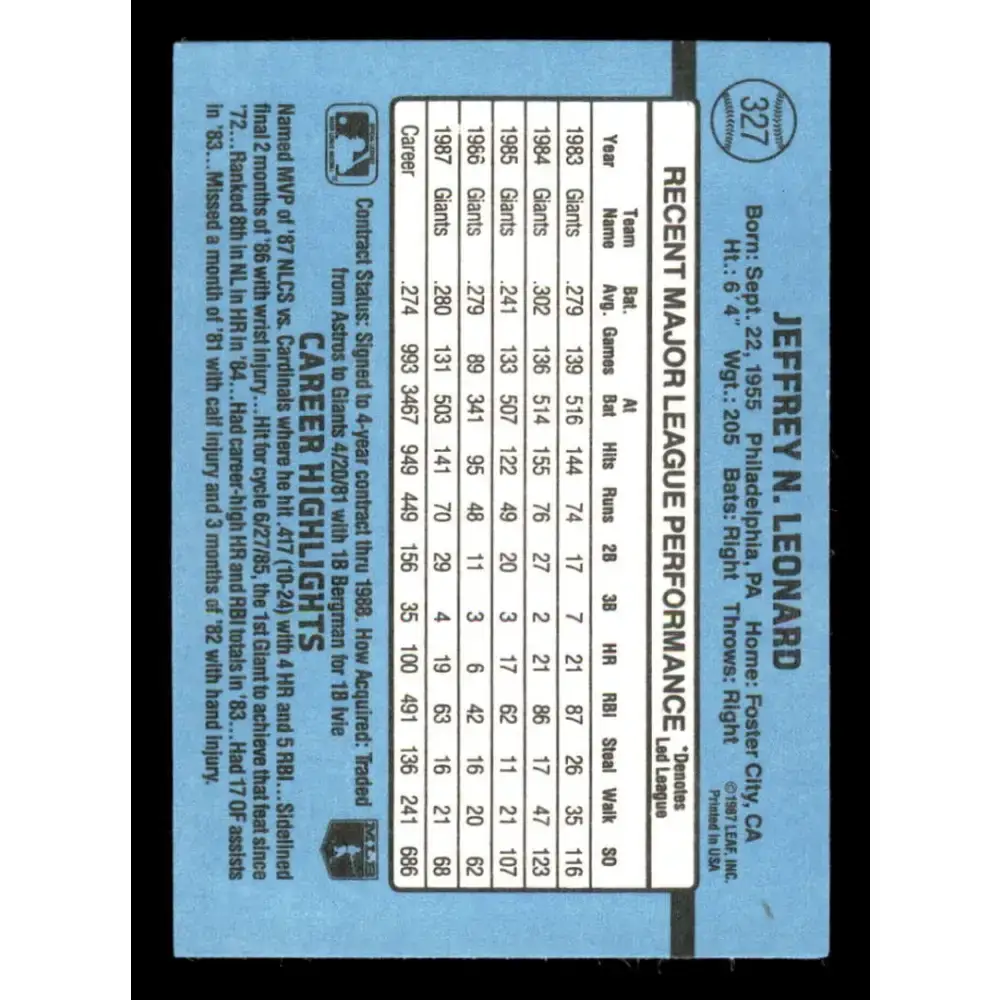 327
JEFFREY N. LEONARD
Born: Sept. 22, 1955 Philadelphia, PA Home: Foster City, CA
Ht.: 6'4" Wgt.: 205 Bats: Right Throws: Right
©1987 LEAF, INC.
Printed in USA
RECENT MAJOR LEAGUE PERFORMANCE *Denotes Led League
Year Team Name Bat. Avg. Games At Bat Hits Runs 2B 3B HR RBI Steal Walk SO
1983 Giants .279 139 516 144 74 17 7 21 87 26 35 116
1984 Giants .302 136 514 155 76 27 2 21 86 17 47 123
1985 Giants .241 133 507 122 49 20 3 17 62 11 21 107
1986 Giants .279 89 341 95 48 11 3 6 42 16 20 62
1987 Giants .280 131 503 141 70 29 4 19 63 16 21 68
Career .274 993 3467 949 449 156 35 100 491 136 241 686
Contract Status: Signed to 4-year contract thru 1988. How Acquired: Traded
from Astros to Giants 4/20/81 with 1B Bergman for 1B Ivie
MLB
CAREER HIGHLIGHTS
Named MVP of '87 NLCS vs. Cardinals where he hit .417 (10-24) with 4 HR and 5 RBI...Sidelined
final 2 months of '86 with wrist injury...Hit for cycle 6/27/85, the 1st Giant to achieve that feat since
'72...Ranked 8th in NL in HR in '84...Had career-high HR and RBI totals in '83...Had 17 OF assists
in '83...Missed a month of '81 with calf injury and 3 months of '82 with hand injury.